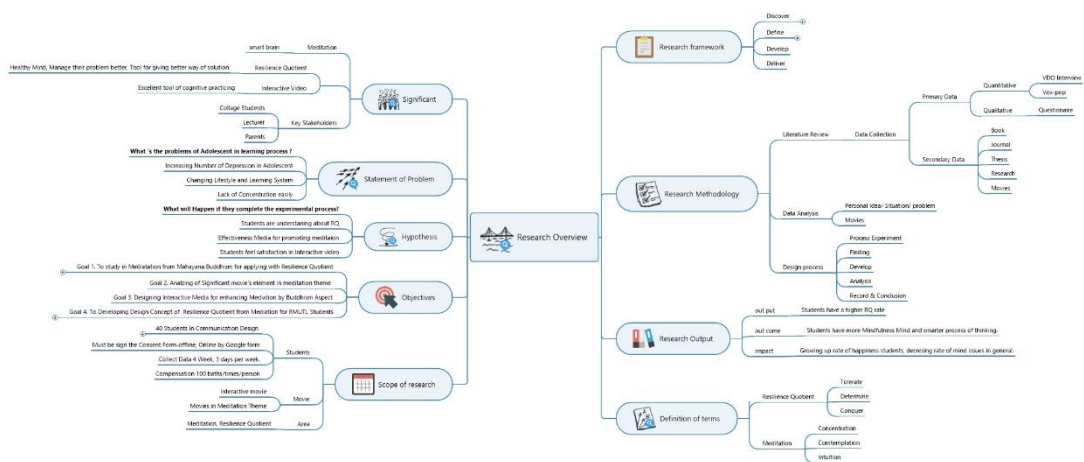 Research Overview
Significant
Meditation
smart brain
Resilience Quotient
Healthy Mind, Manage their problem better, Tool for giving better way of solution
Interactive Video
Excellent tool of cognitive practicing
Key Stakeholders
Collage Students
Lecturer
Parents
Statement of Problem
What 's the problems of Adolescent in learning process ?
Increasing Number of Depression in Adolescent
Changing Lifestyle and Learning System
Lack of Concentration easily
Hypothesis
What will Happen if they complete the experimental process?
Students are understaning about RQ
Effectiveness Media for promoting meditaion
Students feel satisfaction in Interactive video
Objectives
Goal 1. To study in Mediatation from Mahayana Buddhism for applying with Resilience Quotient
Goal 2. Analzing of Significant movie's element in meditation theme
Goal 3. Designing Interactive Media for enhancing Mediation by Buddhism Aspect
Goal 4. To Developing Design Concept of Resilience Quotient from Mediation for RMUTL Students
Scope of research
Students
40 Students in Communication Design
Must be sign the Consent Form-offline, Online by Google form
Collect Data 4 Week, 3 days per week.
Compensation 100 baths/times/person
Movie
Interactive movie
Movies in Meditation Theme
Area
Meditation, Resilience Quotient
Research framework
Discover
Define
Develop
Deliver
Research Methodology
Literature Review
Data Collection
Primary Data
Quantitative
VDO Interview
Vox-pop
Qualitative
Questionaire
Secondary Data
Book
Journal
Thesis
Research
Movies
Data Analysis
Personal Idea/ Situation/ problem
Movies
Design process
Process Experiment
Finding
Develop
Analysis
Record & Conclusion
Research Output
out put
Students have a higher RQ rate
out come
Students have more Mindfulness Mind and smarter process of thinking.
impact
Growing up rate of happiness students, decresing rate of mind issues in general.
Definition of terms
Resilience Quotient
Tolerate
Determine
Conquer
Meditation
Concentration
Comtemplation
Intuition